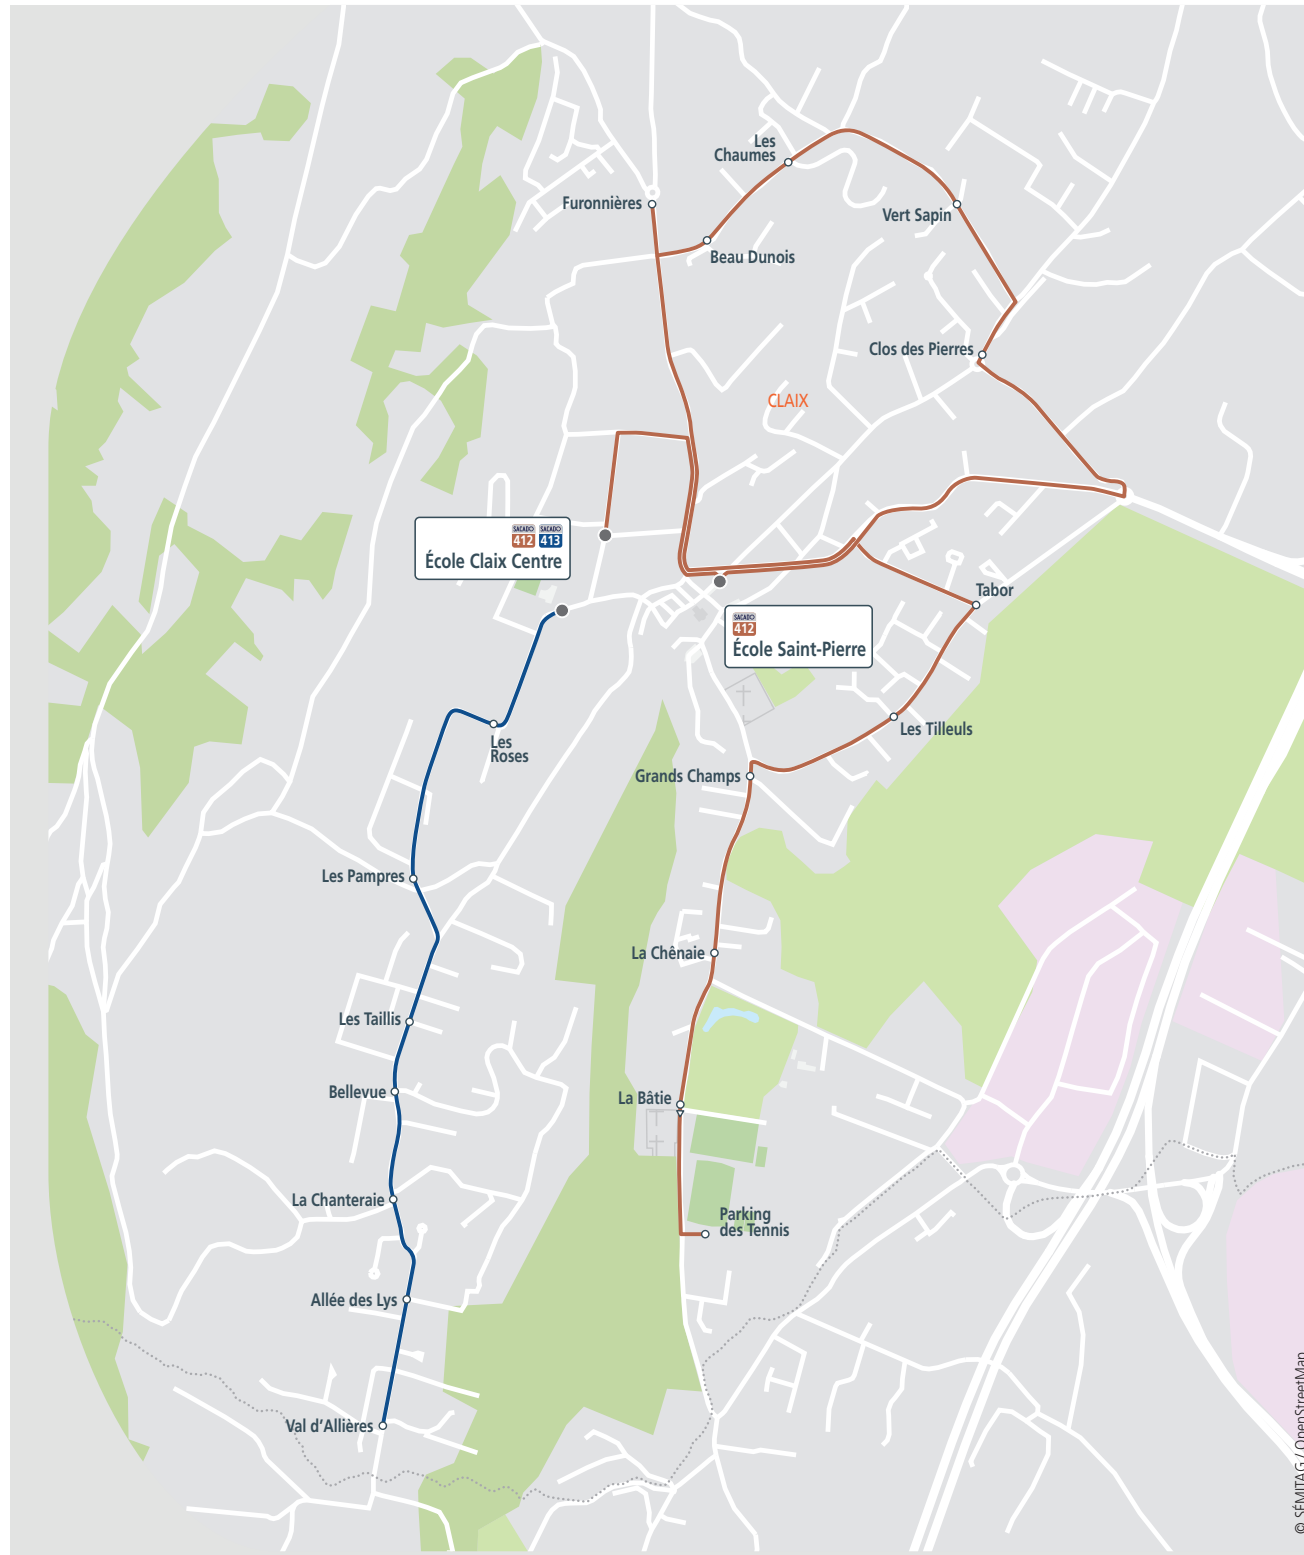 Les
Chaumes
Furonnières
Vert Sapin
Beau Dunois
Clos des Pierres
CLAIX
SACADO
412
SACADO
413
École Claix Centre
Tabor
SACADO
412
École Saint-Pierre
Les Tilleuls
Les
Roses
Grands Champs
Les Pampres
La Chênaie
Les Taillis
Bellevue
La Bâtie
La Chanteraie
Parking
des Tennis
Allée des Lys
Val d’Allières
© SÉMITAG / OpenStreetMap